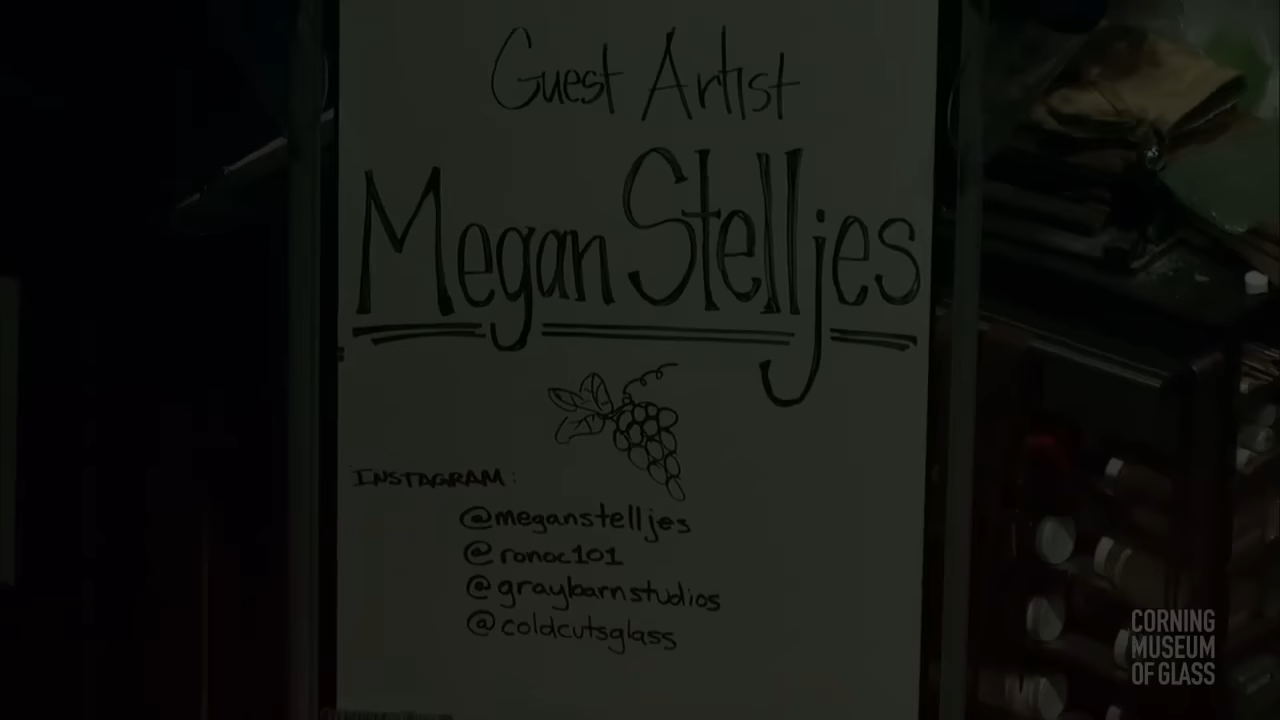 Guest Artist
Megan Stelljes
INSTAGRAM:
@meganstelljes
@ronoc101
@graybarnstudios
@coldcutsglass
CORNING
MUSEUM
OF GLASS